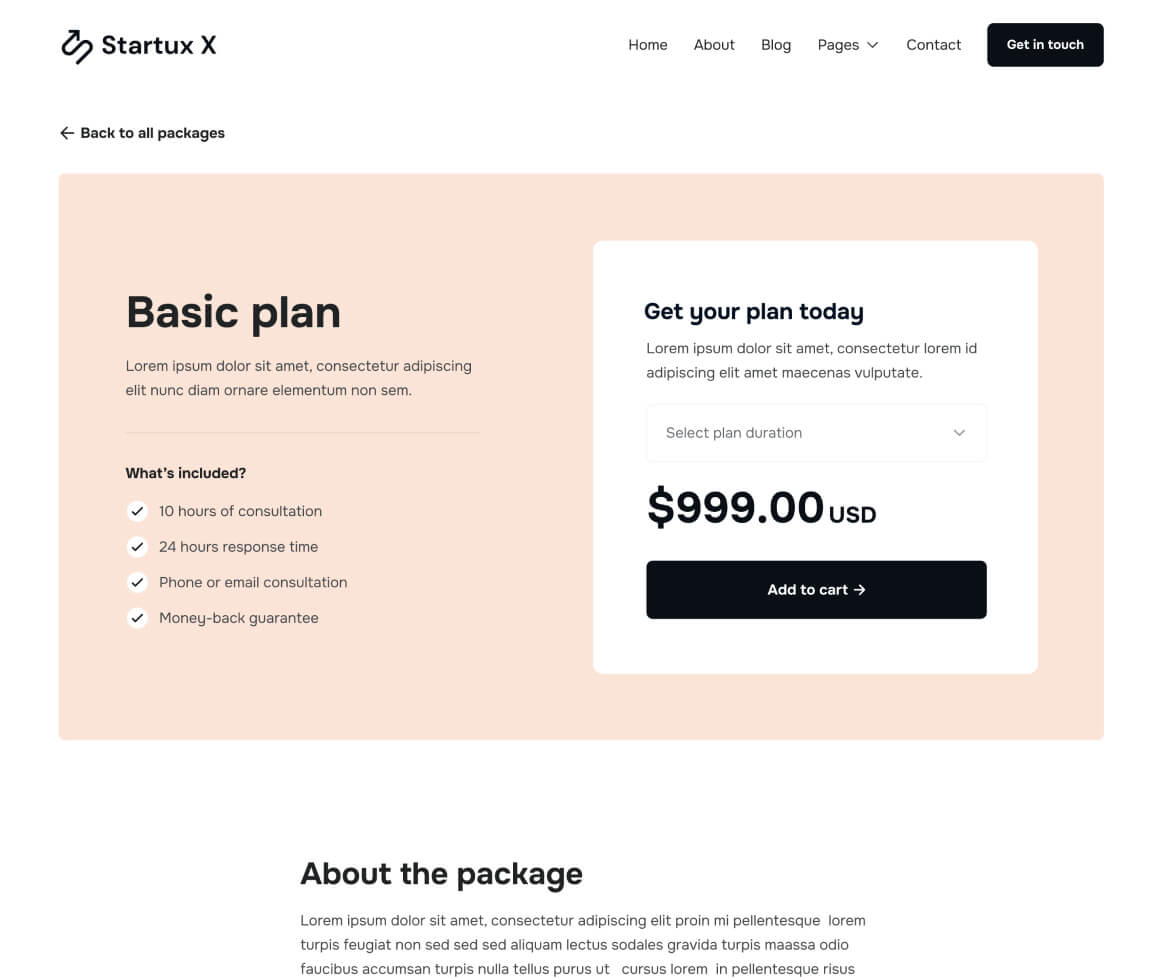 Startux X
Home About Blog Pages Contact Get in touch
Back to all packages
Basic plan
Lorem ipsum dolor sit amet, consectetur adipiscing
elit nunc diam ornare elementum non sem.
What's included?
10 hours of consultation
24 hours response time
Phone or email consultation
Money-back guarantee
Get your plan today
Lorem ipsum dolor sit amet, consectetur lorem id
adipiscing elit amet maecenas vulputate.
Select plan duration
$999.00 USD
Add to cart →
About the package
Lorem ipsum dolor sit amet, consectetur adipiscing elit proin mi pellentesque lorem
turpis feugiat non sed sed sed aliquam lectus sodales gravida turpis maassa odio
faucibus accumsan turpis nulla tellus purus ut cursus lorem in pellentesque risus